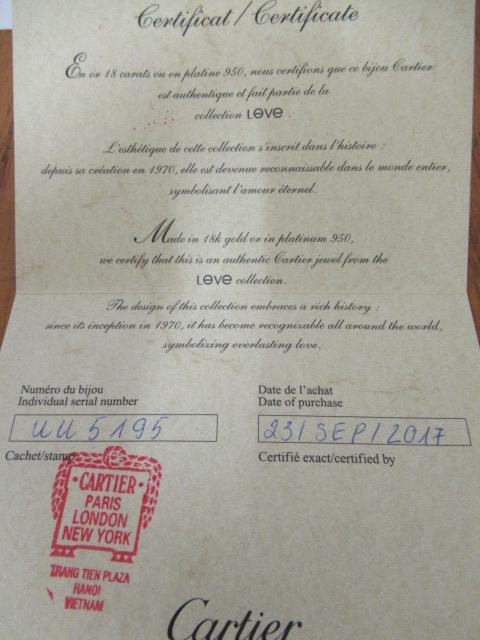 Certificat / Certificate
En or 18 carats ou en platine 950, nous certifions que ce bijou Cartier
est authentique et fait partie de la
collection LOVE .
L'esthétique de cette collection s'inscrit dans l'histoire :
depuis sa création en 1970, elle est devenue reconnaissable dans le monde entier,
symbolisant l'amour éternel.
Made in 18k gold or in platinum 950,
we certify that this is an authentic Cartier jewel from the
LOVE collection.
The design of this collection embraces a rich history :
since its inception in 1970, it has become recognizable all around the world,
symbolizing everlasting love.
Numéro du bijou
Individual serial number
UU 5195
Date de l'achat
Date of purchase
23/ SEP / 2017
Cachet/stamp
Certifié exact/certified by
CARTIER
PARIS
LONDON
NEW YORK
TRANG TIEN PLAZA
HANOI
VIETNAM
Cartier